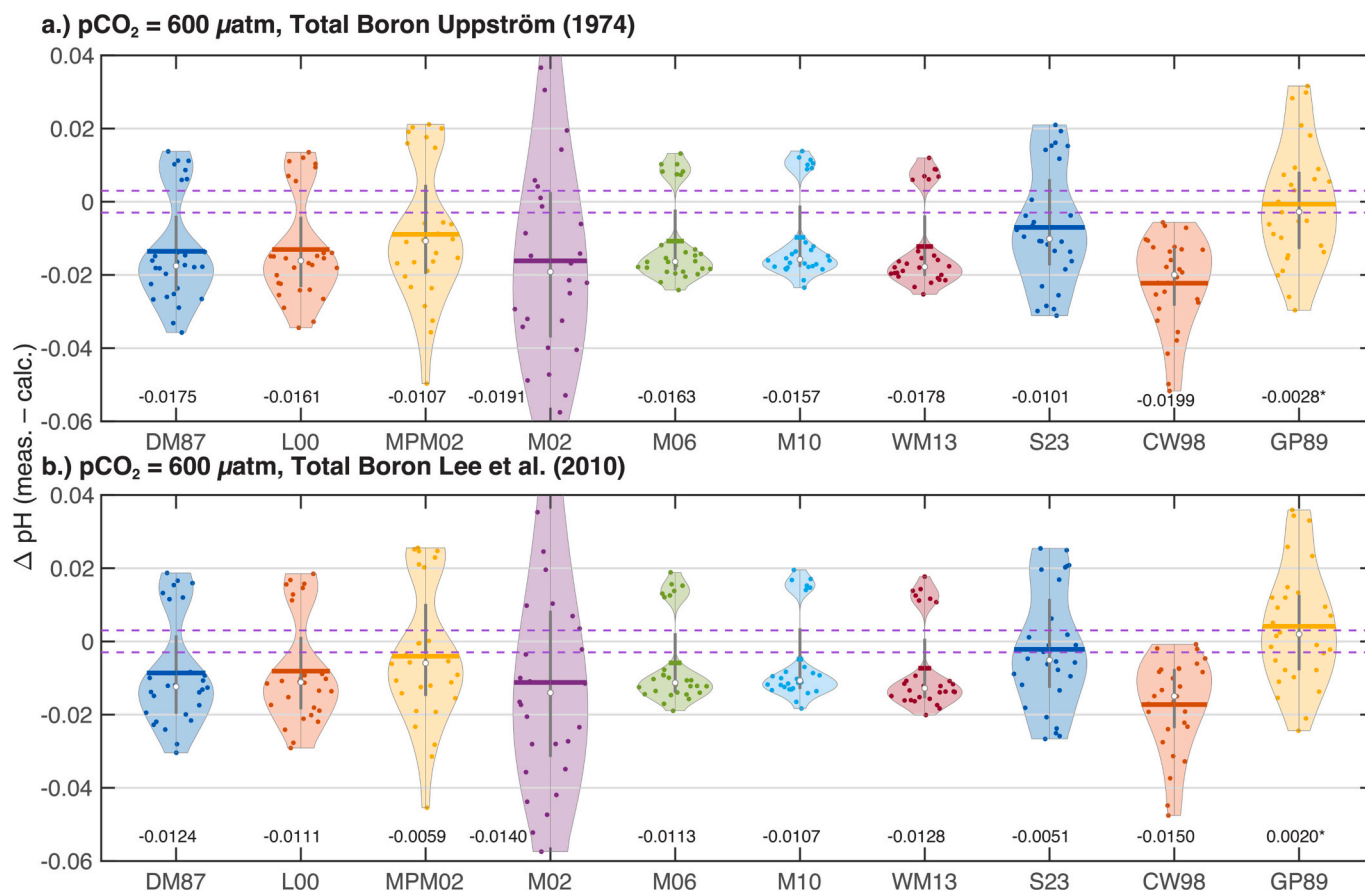 a.) pCO₂ = 600 µatm, Total Boron Uppström (1974)
0.04
0.02
0
-0.02
-0.04
-0.06
-0.0175 -0.0161 -0.0107 -0.0191 -0.0163 -0.0157 -0.0178 -0.0101 -0.0199 -0.0028*
DM87 L00 MPM02 M02 M06 M10 WM13 S23 CW98 GP89
Δ pH (meas. – calc.)
b.) pCO₂ = 600 µatm, Total Boron Lee et al. (2010)
0.04
0.02
0
-0.02
-0.04
-0.06
-0.0124 -0.0111 -0.0059 -0.0140 -0.0113 -0.0107 -0.0128 -0.0051 -0.0150 0.0020*
DM87 L00 MPM02 M02 M06 M10 WM13 S23 CW98 GP89